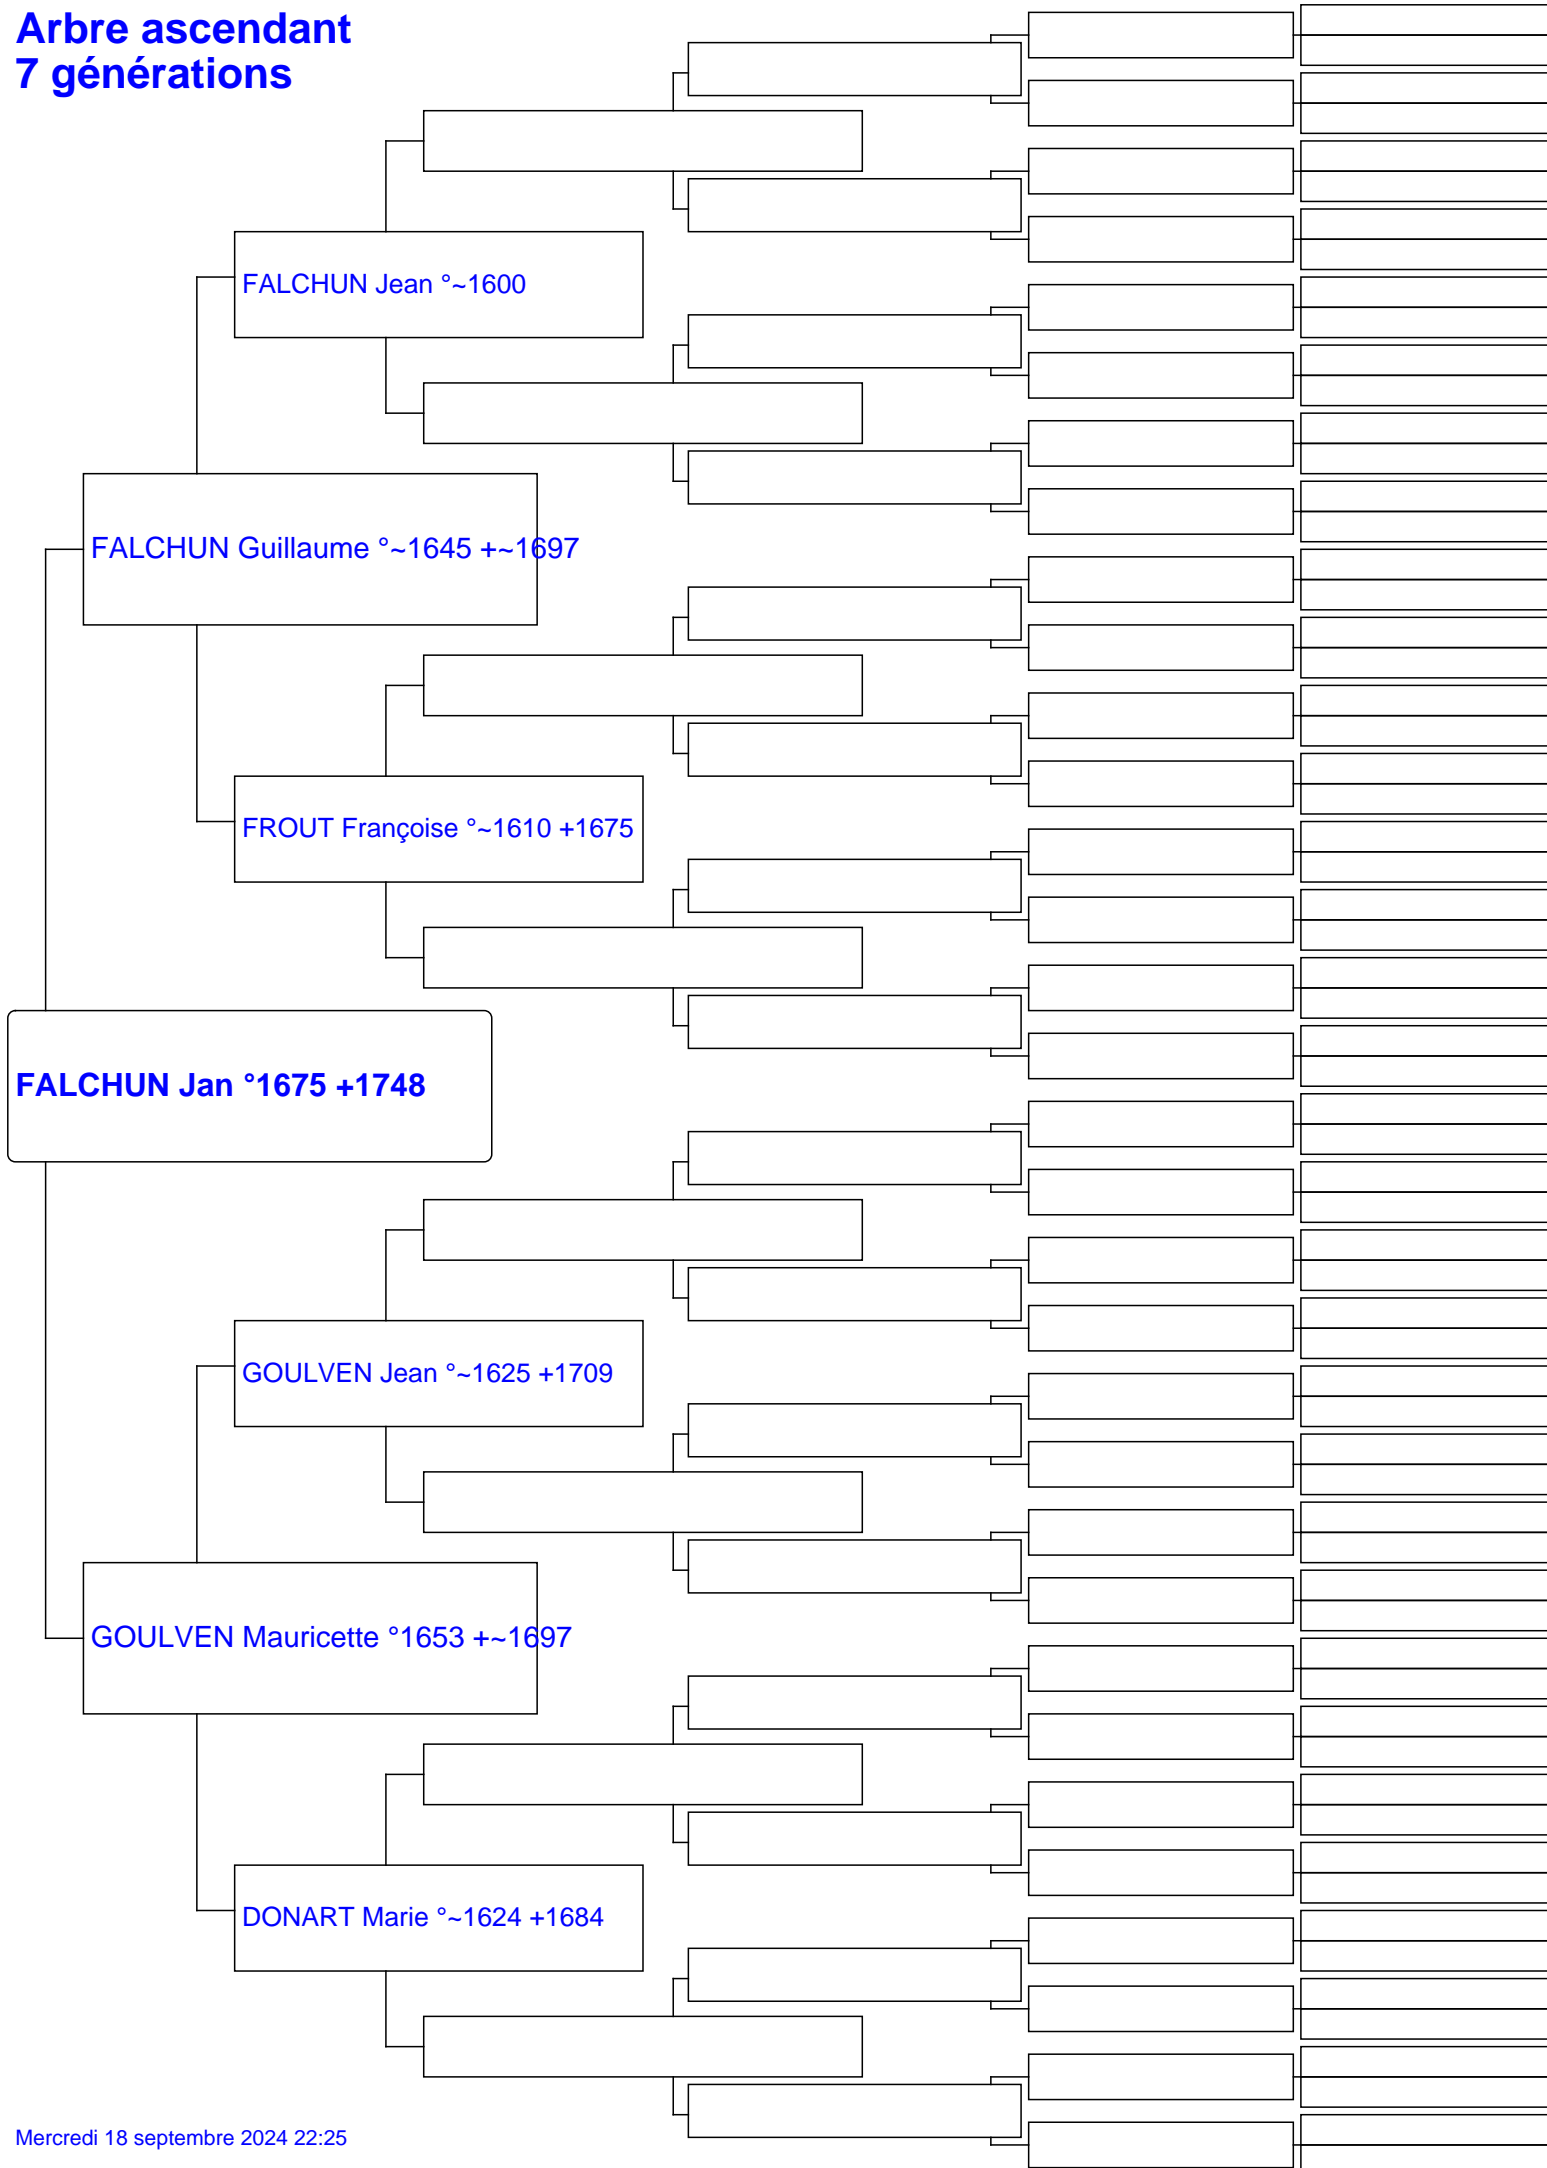 Arbre ascendant
7 générations
FALCHUN Jean °~1600
FALCHUN Guillaume °~1645 +~1697
FROUT Françoise °~1610 +1675
FALCHUN Jan °1675 +1748
GOULVEN Jean °~1625 +1709
GOULVEN Mauricette °1653 +~1697
DONART Marie °~1624 +1684
Mercredi 18 septembre 2024 22:25